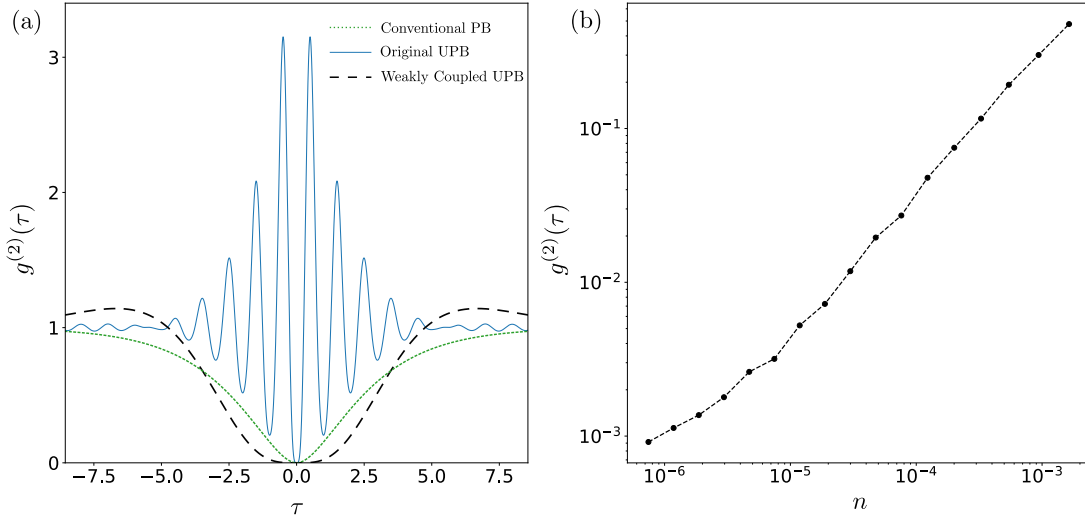 (a)
Conventional PB
Original UPB
Weakly Coupled UPB
g^{(2)}(τ)
3
2
1
0
−7.5 −5.0 −2.5 0.0 2.5 5.0 7.5
τ
(b)
g^{(2)}(τ)
10^{−1}
10^{−2}
10^{−3}
10^{−6} 10^{−5} 10^{−4} 10^{−3}
n